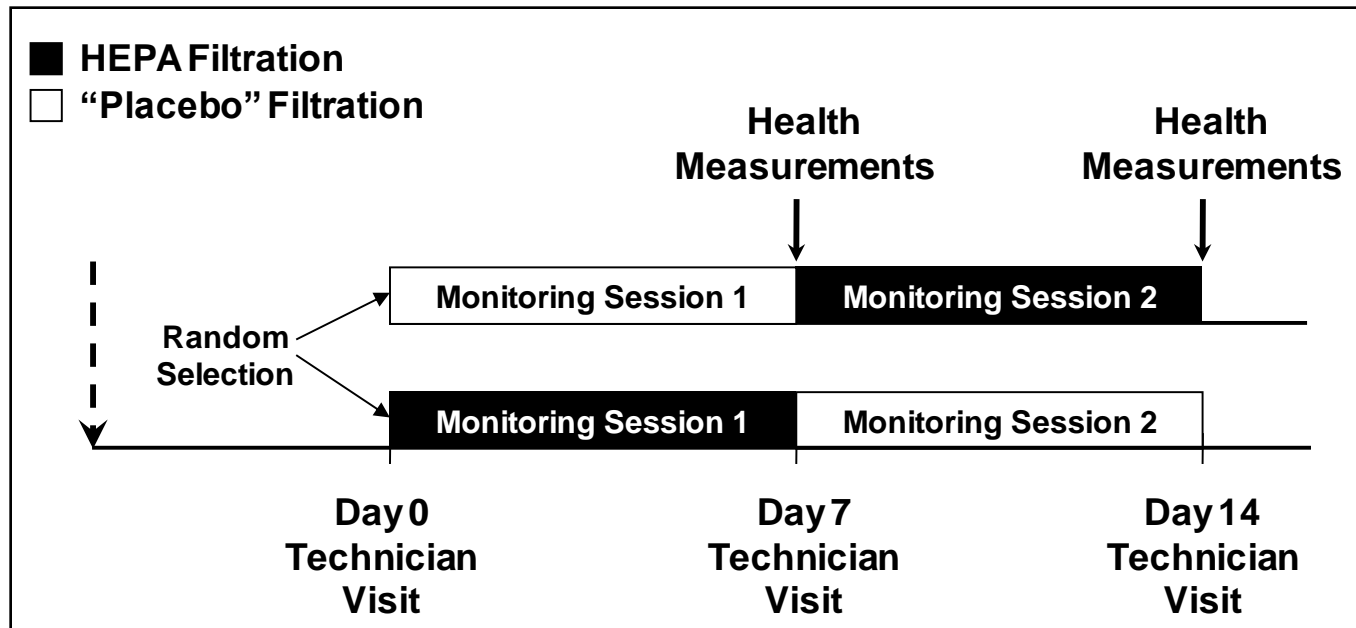 HEPA Filtration
“Placebo” Filtration
Health
Measurements
Health
Measurements
Monitoring Session 1
Monitoring Session 2
Random
Selection
Monitoring Session 1
Monitoring Session 2
Day 0
Technician
Visit
Day 7
Technician
Visit
Day 14
Technician
Visit